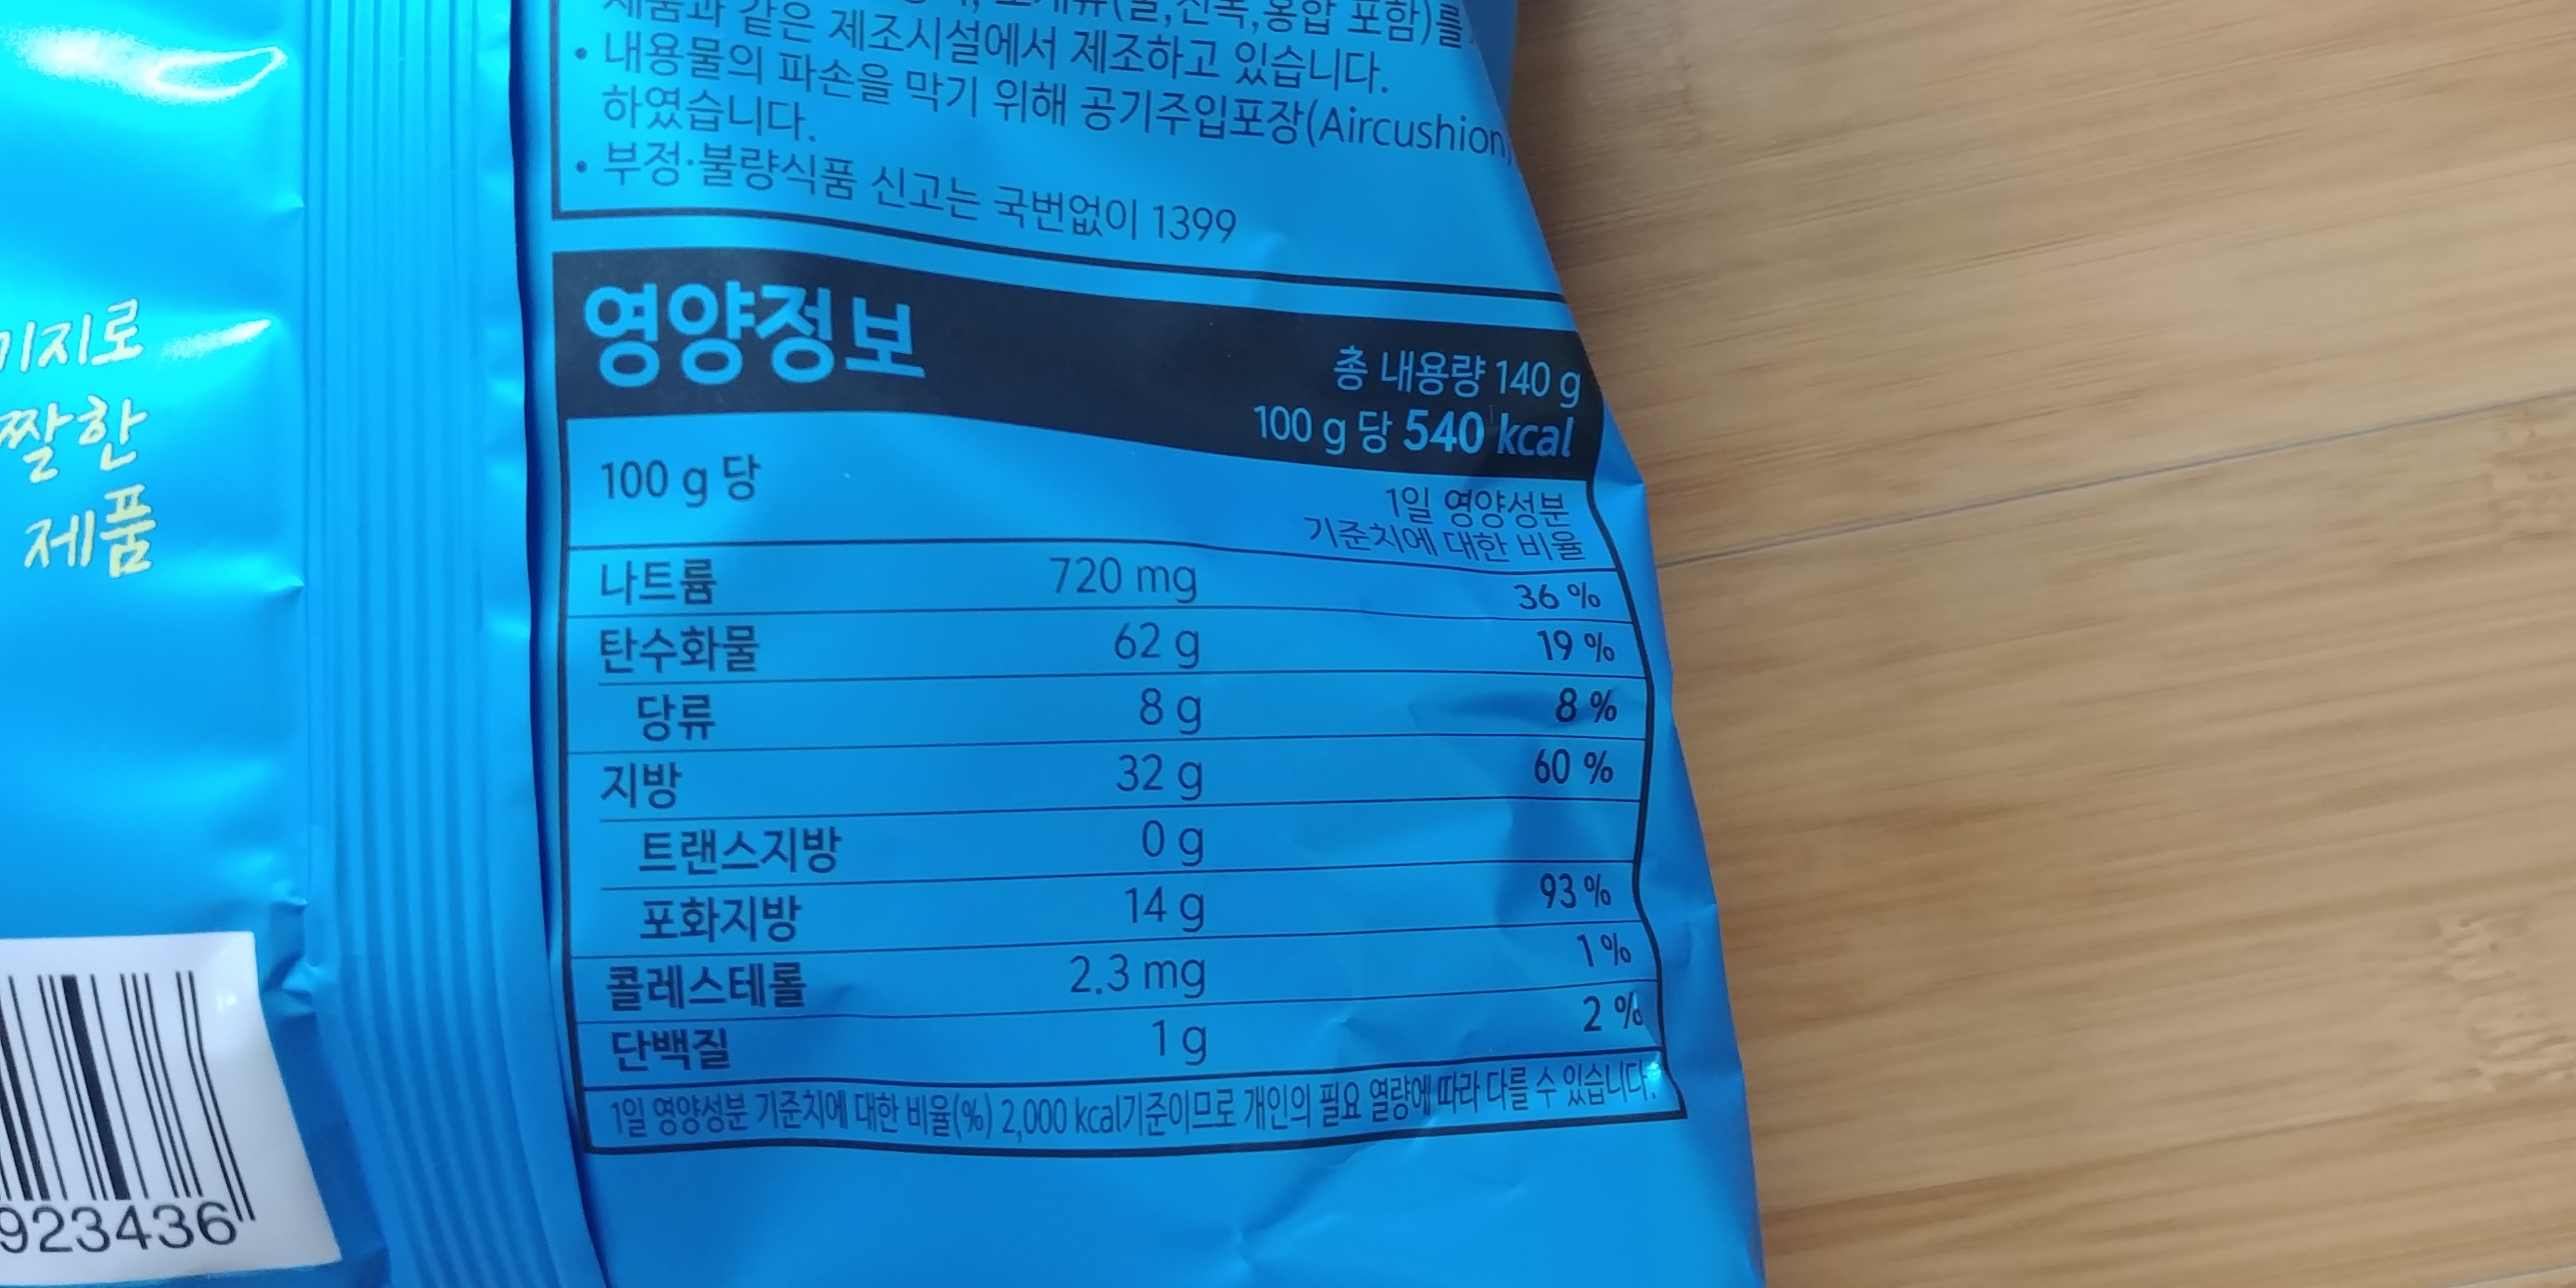 제품과 같은 제조시설에서 제조하고 있습니다.
• 내용물의 파손을 막기 위해 공기주입포장(Aircushion)
하였습니다.
• 부정·불량식품 신고는 국번없이 1399
영양정보
총 내용량 140 g
100 g 당 540 kcal
100 g 당
1일 영양성분
기준치에 대한 비율
나트륨 720 mg 36 %
탄수화물 62 g 19 %
당류 8 g 8 %
지방 32 g 60 %
트랜스지방 0 g
포화지방 14 g 93 %
콜레스테롤 2.3 mg 1 %
단백질 1 g 2 %
1일 영양성분 기준치에 대한 비율(%) 2,000 kcal기준이므로 개인의 필요 열량에 따라 다를 수 있습니다.
기지로
짤한
제품
923436